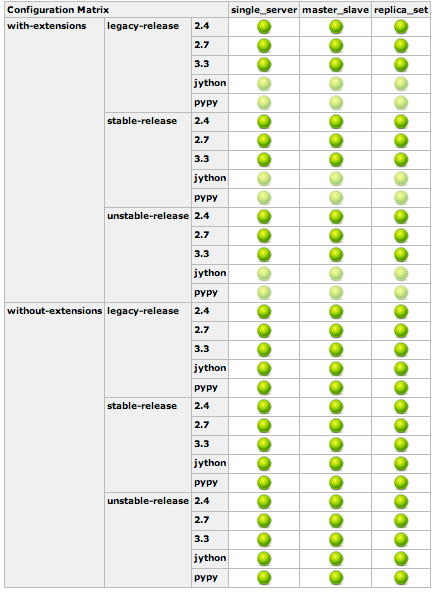 Configuration Matrix single_server master_slave replica_set
with-extensions legacy-release 2.4
2.7
3.3
jython
pypy
stable-release 2.4
2.7
3.3
jython
pypy
unstable-release 2.4
2.7
3.3
jython
pypy
without-extensions legacy-release 2.4
2.7
3.3
jython
pypy
stable-release 2.4
2.7
3.3
jython
pypy
unstable-release 2.4
2.7
3.3
jython
pypy